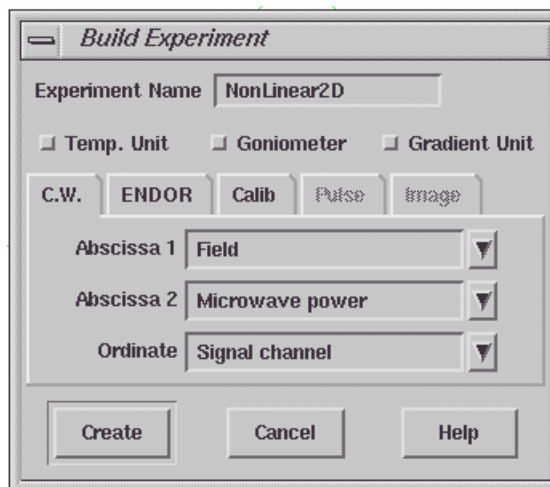 Build Experiment
Experiment Name NonLinear2D
Temp. Unit Goniometer Gradient Unit
C.W. ENDOR Calib Pulse Image
Abscissa 1 Field
Abscissa 2 Microwave power
Ordinate Signal channel
Create Cancel Help